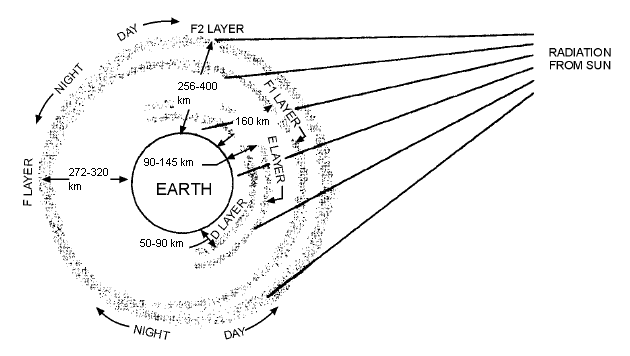 DAY
F2 LAYER
RADIATION
FROM SUN
NIGHT
256-400
km
F1 LAYER
160 km
E LAYER
90-145 km
F LAYER
272-320
km
EARTH
D LAYER
50-90 km
NIGHT
DAY